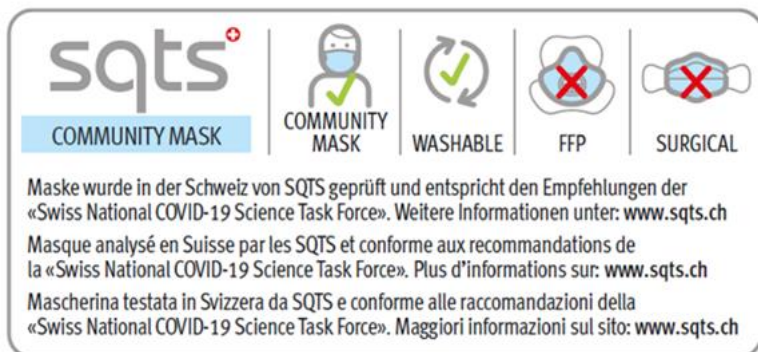 sqts
COMMUNITY MASK
COMMUNITY
MASK
WASHABLE
FFP
SURGICAL
Maske wurde in der Schweiz von SQTS geprüft und entspricht den Empfehlungen der
«Swiss National COVID-19 Science Task Force». Weitere Informationen unter: www.sqts.ch
Masque analysé en Suisse par les SQTS et conforme aux recommandations de
la «Swiss National COVID-19 Science Task Force». Plus d'informations sur: www.sqts.ch
Mascherina testata in Svizzera da SQTS e conforme alle raccomandazioni della
«Swiss National COVID-19 Science Task Force». Maggiori informazioni sul sito: www.sqts.ch